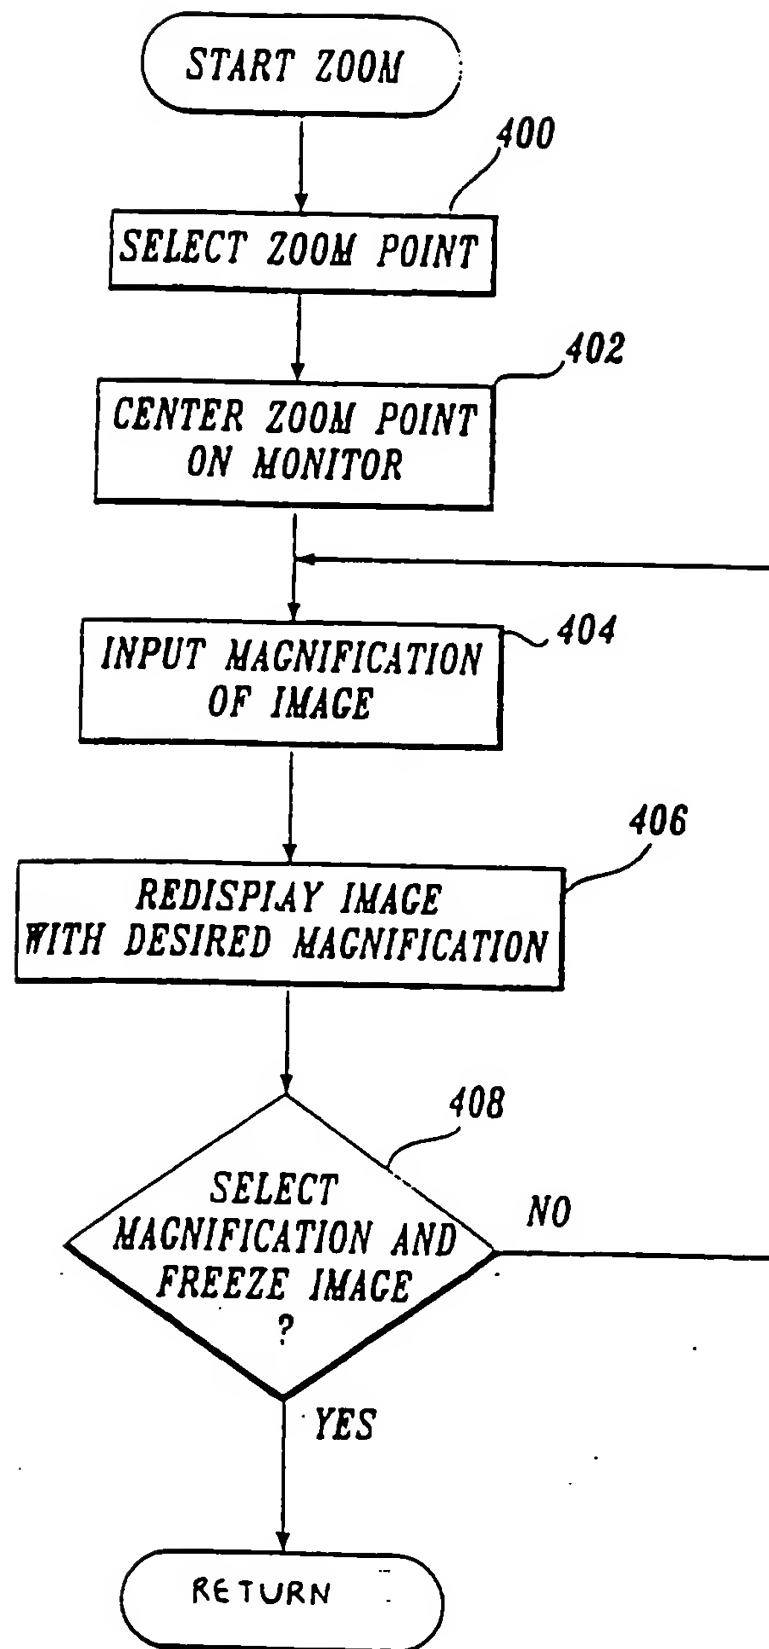 START ZOOM
400
SELECT ZOOM POINT
402
CENTER ZOOM POINT
ON MONITOR
404
INPUT MAGNIFICATION
OF IMAGE
406
REDISPLAY IMAGE
WITH DESIRED MAGNIFICATION
408
SELECT
MAGNIFICATION AND
FREEZE IMAGE
?
NO
YES
RETURN